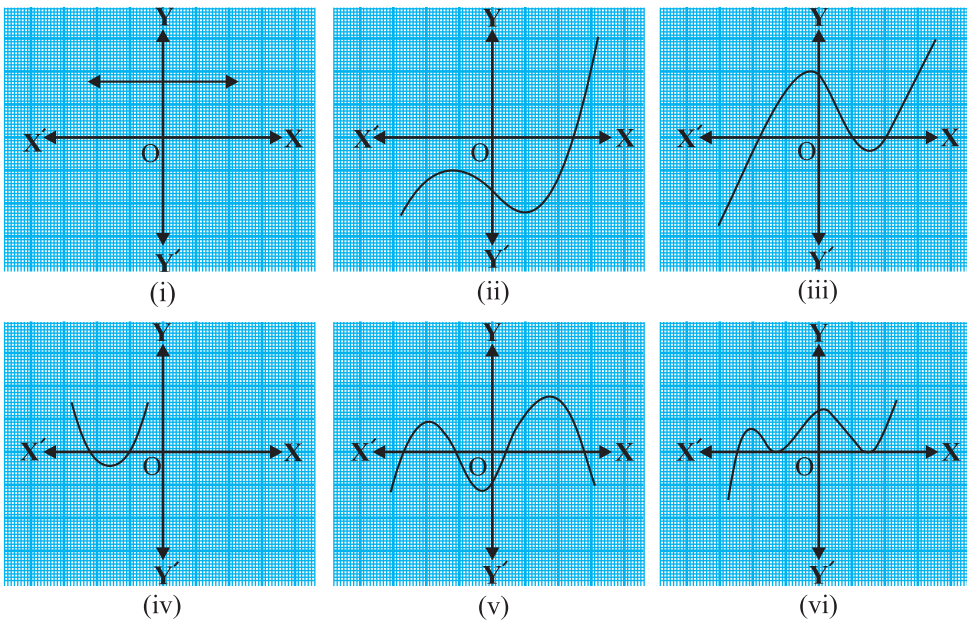 Y Y Y
X′ X X X
O O O
Y′ Y′ Y′
(i) (ii) (iii)
Y Y Y
X′ X X′ X X′ X
O O O
Y′ Y′ Y′
(iv) (v) (vi)